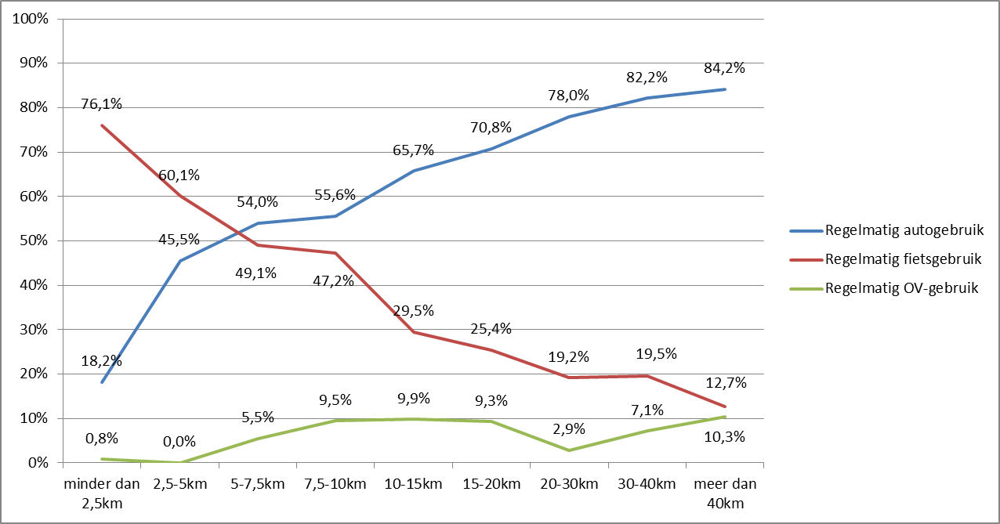 100%
90%
80%
70%
60%
50%
40%
30%
20%
10%
0%
76,1%
60,1%
49,1%
47,2%
29,5%
25,4%
19,2%
19,5%
12,7%
18,2%
45,5%
54,0%
55,6%
65,7%
70,8%
78,0%
82,2%
84,2%
0,8%
0,0%
5,5%
9,5%
9,9%
9,3%
2,9%
7,1%
10,3%
minder dan
2,5km
2,5-5km
5-7,5km
7,5-10km
10-15km
15-20km
20-30km
30-40km
meer dan
40km
Regelmatig autogebruik
Regelmatig fietsgebruik
Regelmatig OV-gebruik